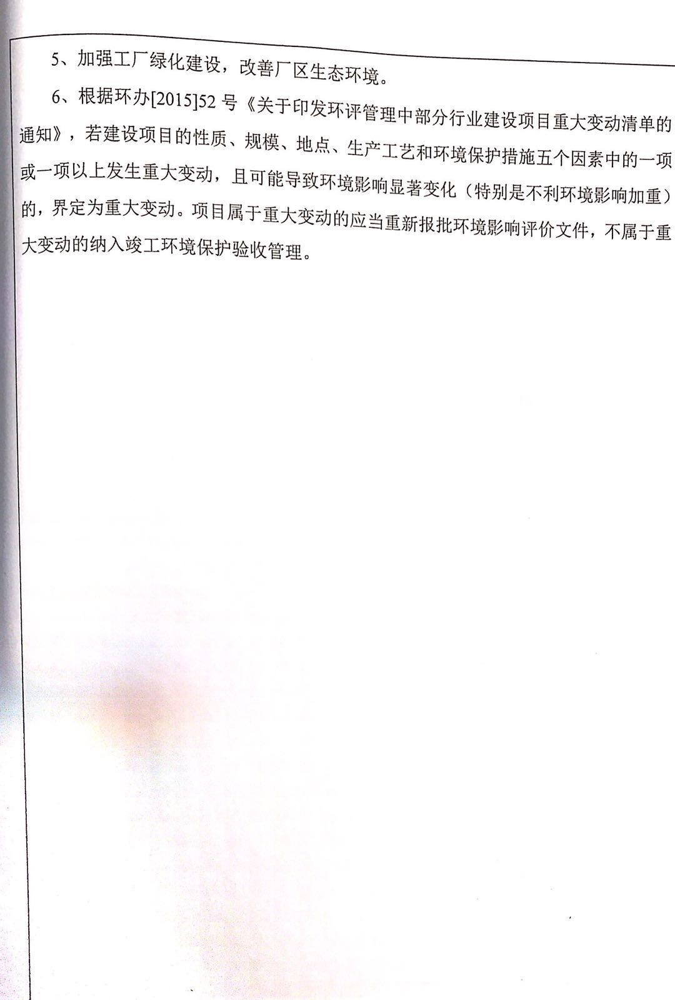 5、加强工厂绿化建设，改善厂区生态环境。
6、根据环办[2015]52 号《关于印发环评管理中部分行业建设项目重大变动清单的
通知》，若建设项目的性质、规模、地点、生产工艺和环境保护措施五个因素中的一项
或一项以上发生重大变动，且可能导致环境影响显著变化（特别是不利环境影响加重）
的，界定为重大变动。项目属于重大变动的应当重新报批环境影响评价文件，不属于重
大变动的纳入竣工环境保护验收管理。